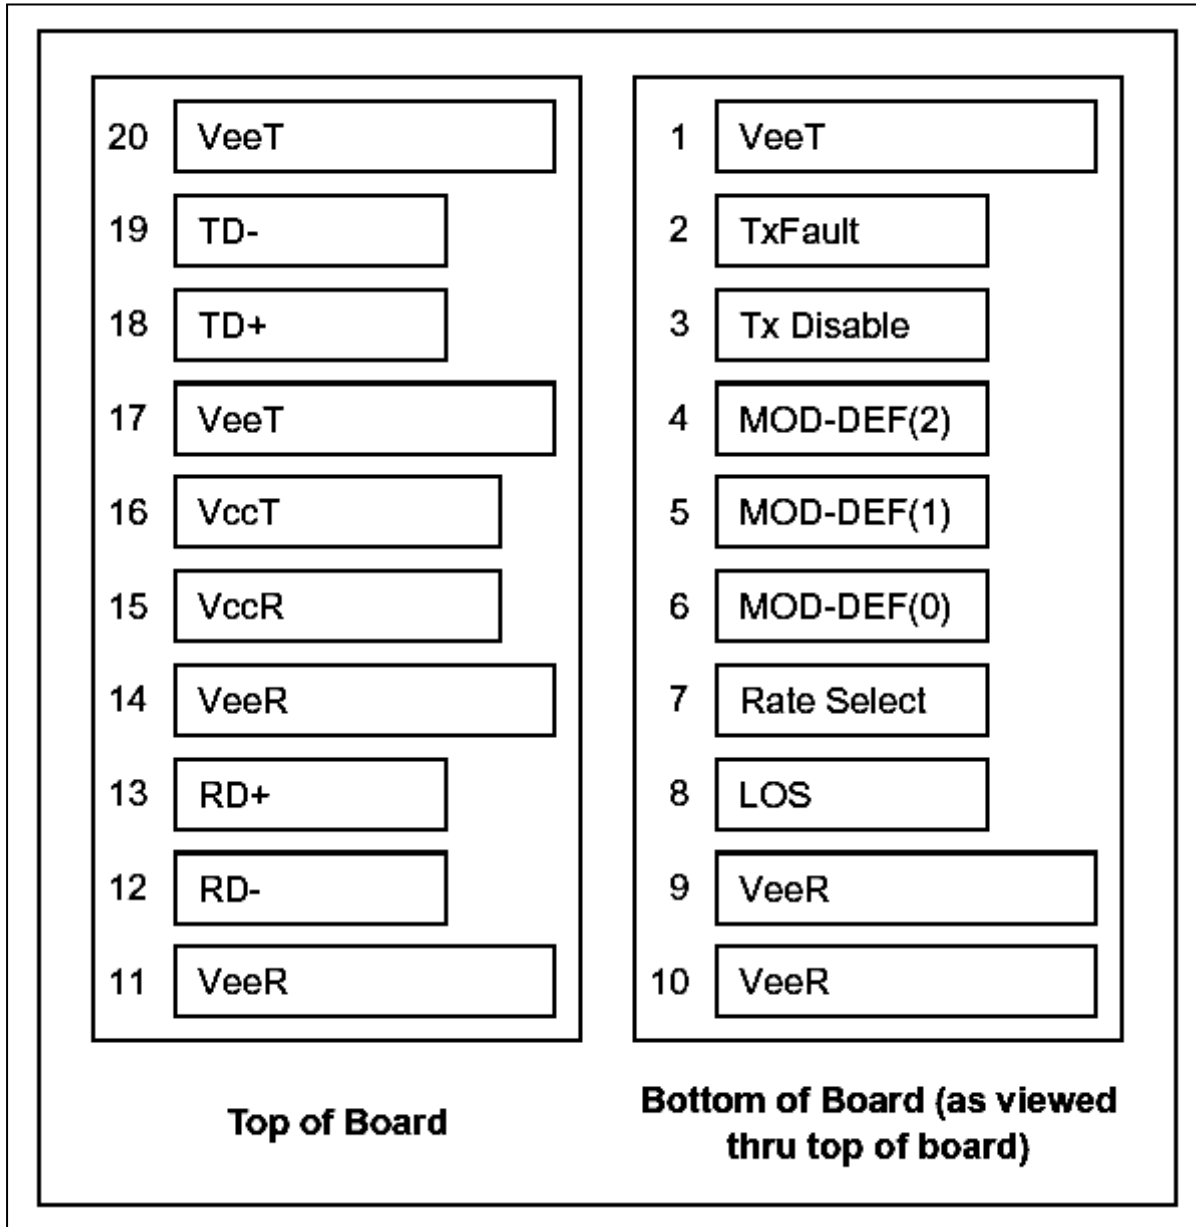 20 VeeT
19 TD-
18 TD+
17 VeeT
16 VccT
15 VccR
14 VeeR
13 RD+
12 RD-
11 VeeR
Top of Board
1 VeeT
2 TxFault
3 Tx Disable
4 MOD-DEF(2)
5 MOD-DEF(1)
6 MOD-DEF(0)
7 Rate Select
8 LOS
9 VeeR
10 VeeR
Bottom of Board (as viewed
thru top of board)